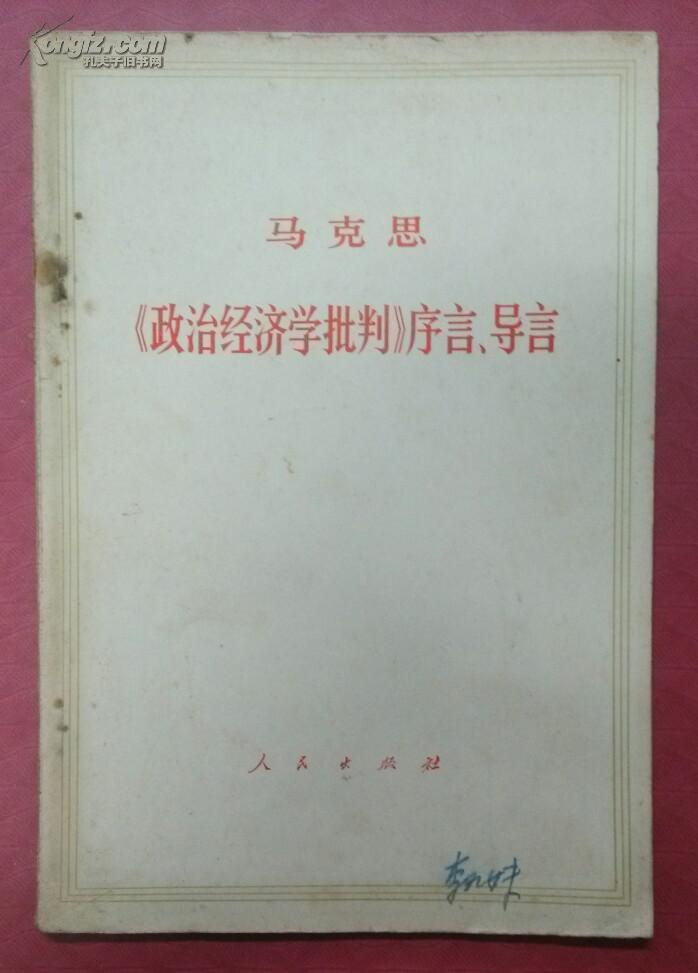 Kongfz.com
孔夫子旧书网
马克思
《政治经济学批判》序言、导言
人民出版社